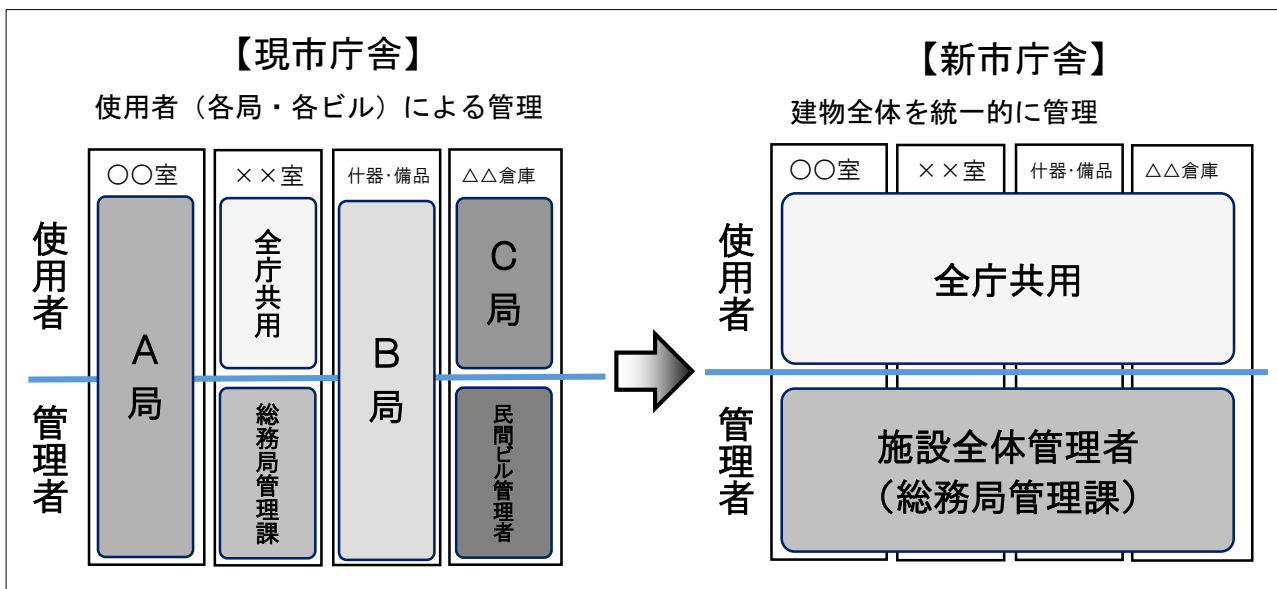 【現市庁舎】
使用者（各局・各ビル）による管理
○○室
××室
什器・備品
△△倉庫
使用者
管理者
A局
全庁共用
総務局管理課
B局
C局
民間ビル管理者
【新市庁舎】
建物全体を統一的に管理
○○室
××室
什器・備品
△△倉庫
使用者
全庁共用
管理者
施設全体管理者
（総務局管理課）